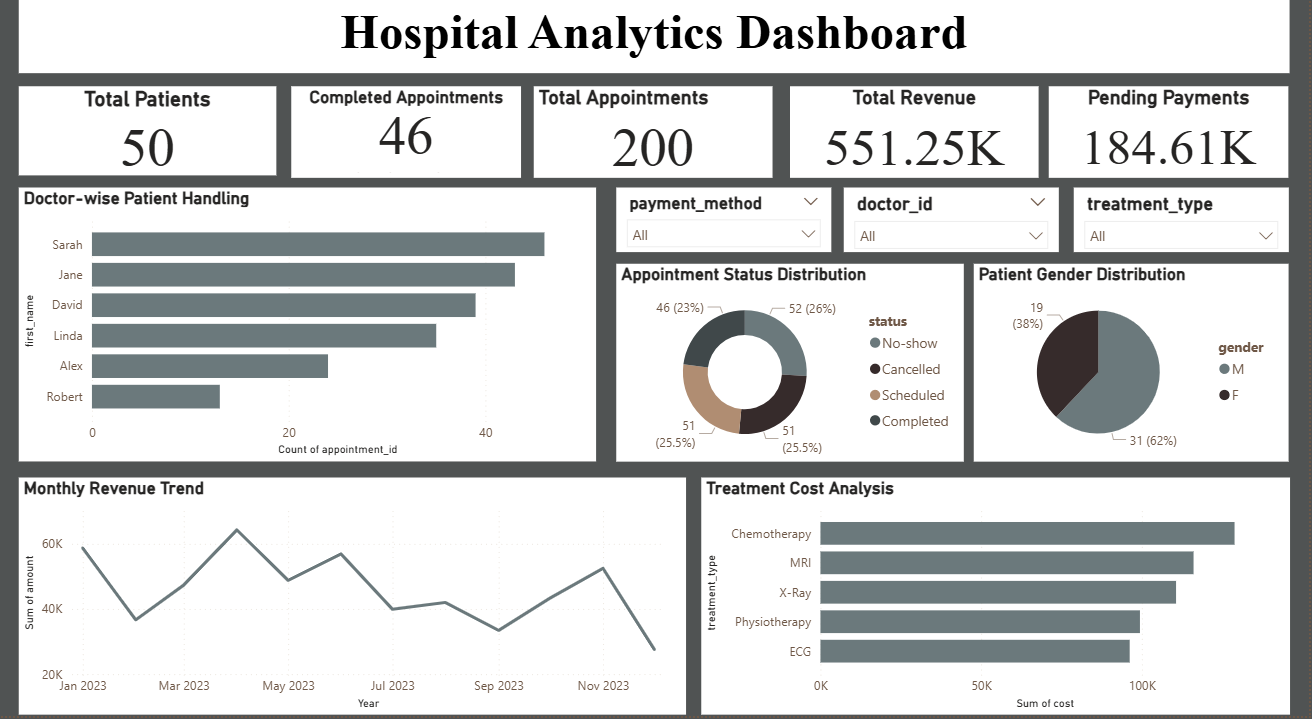 Hospital Analytics Dashboard
Total Patients
50
Completed Appointments
46
Total Appointments
200
Total Revenue
551.25K
Pending Payments
184.61K
Doctor-wise Patient Handling
first_name
Sarah
Jane
David
Linda
Alex
Robert
0 20 40
Count of appointment_id
payment_method
All
doctor_id
All
treatment_type
All
Appointment Status Distribution
46 (23%)
52 (26%)
51
(25.5%)
51
(25.5%)
status
No-show
Cancelled
Scheduled
Completed
Patient Gender Distribution
19
(38%)
31 (62%)
gender
M
F
Monthly Revenue Trend
Sum of amount
60K
40K
20K
Jan 2023 Mar 2023 May 2023 Jul 2023 Sep 2023 Nov 2023
Year
Treatment Cost Analysis
treatment_type
Chemotherapy
MRI
X-Ray
Physiotherapy
ECG
0K 50K 100K
Sum of cost